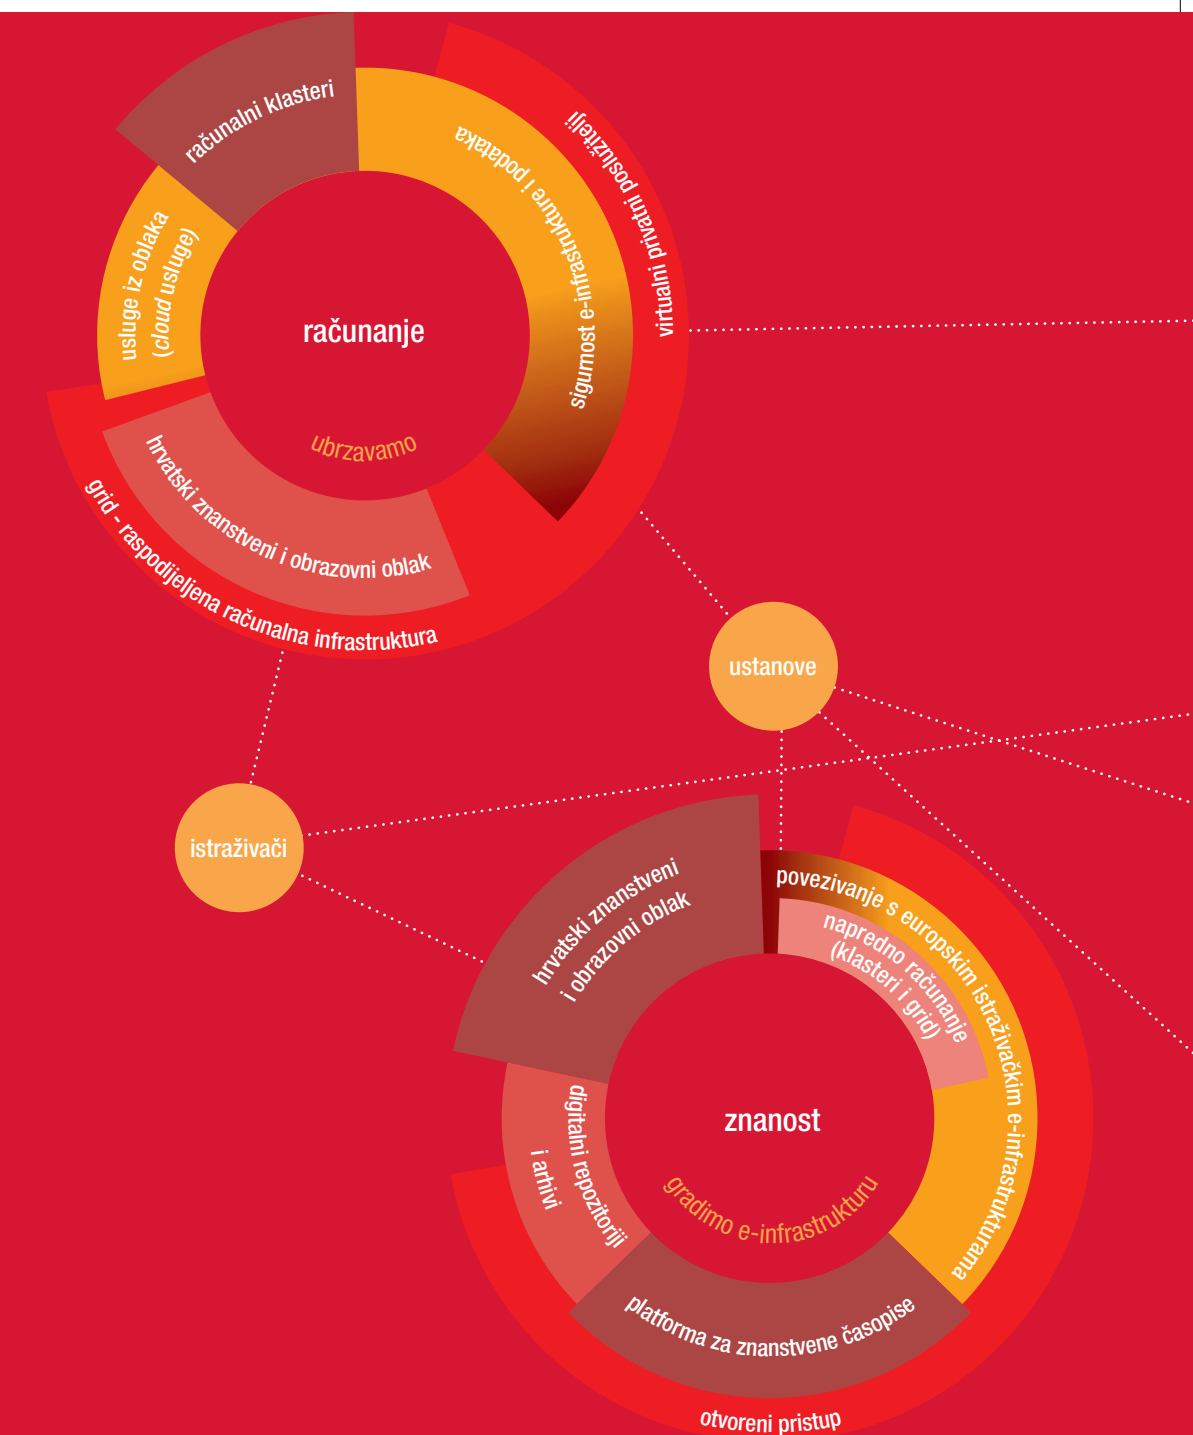 računalni klasteri
virtualni privatni poslužitelji
sigurnost e-infrastrukture i podataka
usluge iz oblaka
(cloud usluge)
računanje
ubrzavamo
hrvatski znanstveni i obrazovni oblak
grid - raspodijeljena računalna infrastruktura
ustanove
istraživači
hrvatski znanstveni
i obrazovni oblak
povezivanje s europskim istraživačkim e-infrastrukturama
napredno računanje
(klasteri i grid)
digitalni repozitoriji
i arhivi
znanost
gradimo e-infrastrukturu
platforma za znanstvene časopise
otvoreni pristup